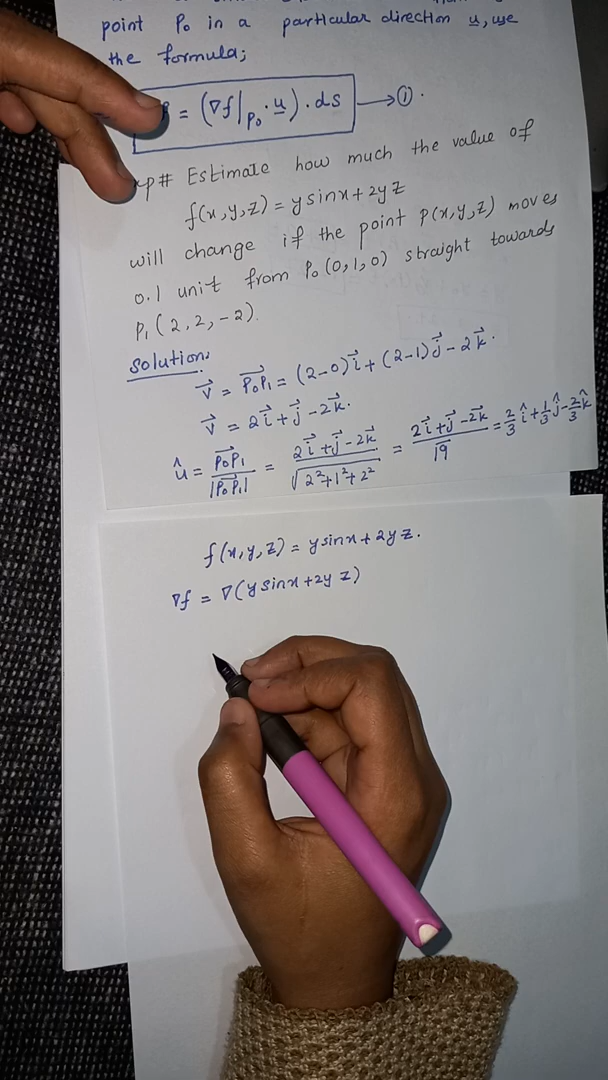 point P₀ in a particular direction u, use
the formula;
= (∇f|P₀ · u) · ds → ①.
# Estimate how much the value of
f(x,y,z) = y sinx + 2yz
will change if the point P(x,y,z) moves
0.1 unit from P₀(0,1,0) straight towards
P₁(2,2,-2).
solution:
v⃗ = P₀P₁⃗ = (2-0)i⃗ + (2-1)j⃗ - 2k⃗.
v⃗ = 2i⃗ + j⃗ - 2k⃗.
û = P₀P₁⃗/|P₀P₁⃗| = (2i⃗ + j⃗ - 2k⃗)/√(2²+1²+2²) = (2i⃗ + j⃗ - 2k⃗)/√9 = 2/3 î + 1/3 ĵ - 2/3 k̂
f(x,y,z) = y sinx + 2yz.
∇f = ∇(y sinx + 2yz)